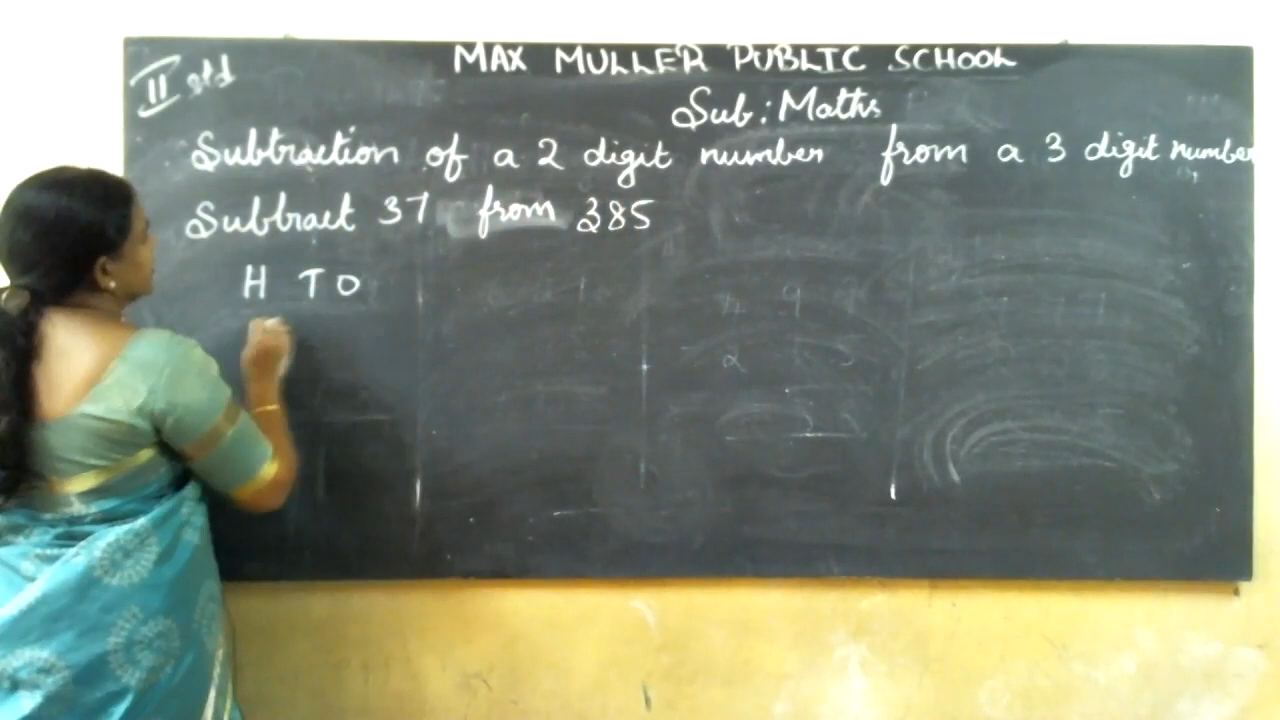 II std
MAX MULLER PUBLIC SCHOOL
Sub: Maths
Subtraction of a 2 digit number from a 3 digit number
Subtract 37 from 385
H T O